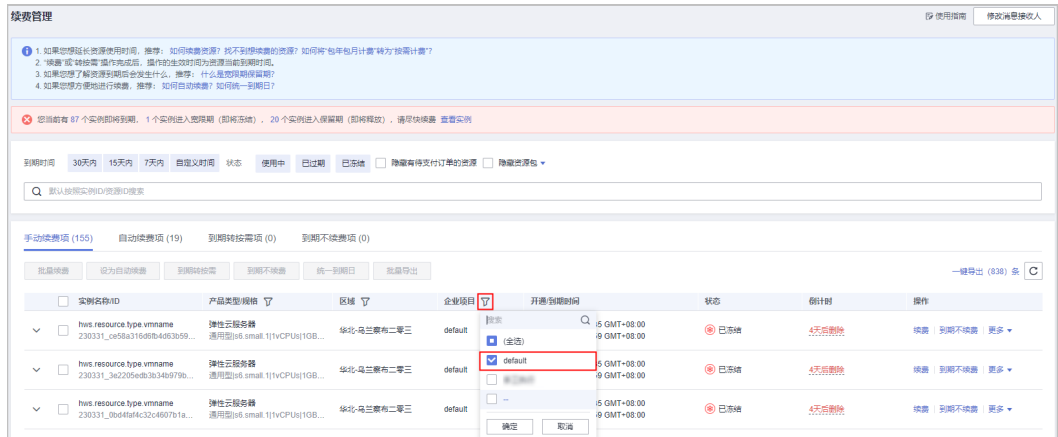 续费管理
使用指南 修改消息接收人
1. 如果您想延长资源使用时间，推荐： 如何续费资源? 找不到想续费的资源? 如何将"包年包月计费"转为"按需计费"?
2. "续费"或"转按需"操作完成后，操作的生效时间为资源当前到期时间。
3. 如果您想了解资源到期后会发生什么，推荐： 什么是宽限期保留期?
4. 如果您想方便地进行续费，推荐： 如何自动续费? 如何统一到期日?
您当前有 87 个实例即将到期， 1 个实例进入宽限期（即将冻结）， 20 个实例进入保留期（即将释放），请尽快续费 查看实例
到期时间 30天内 15天内 7天内 自定义时间 状态 使用中 已过期 已冻结 隐藏有待支付订单的资源 隐藏资源包
默认按照实例ID/资源ID搜索
手动续费项 (155) 自动续费项 (19) 到期转按需项 (0) 到期不续费项 (0)
批量续费 设为自动续费 到期转按需 到期不续费 统一到期日 批量导出 一键导出（838）条
实例名称/ID 产品类型/规格 区域 企业项目 开通/到期时间 状态 倒计时 操作
hws.resource.type.vmname 弹性云服务器 华北-乌兰察布二零三 default 5 GMT+08:00 已冻结 4天后删除 续费 到期不续费 更多
230331_ce58a316d6fb4d63b59... 通用型|s6.small.1|1vCPUs|1GB... 9 GMT+08:00
搜索
(全选)
default
--
确定 取消
hws.resource.type.vmname 弹性云服务器 华北-乌兰察布二零三 default 5 GMT+08:00 已冻结 4天后删除 续费 到期不续费 更多
230331_3e2205edb3b34b979b... 通用型|s6.small.1|1vCPUs|1GB... 9 GMT+08:00
hws.resource.type.vmname 弹性云服务器 华北-乌兰察布二零三 default 5 GMT+08:00 已冻结 4天后删除 续费 到期不续费 更多
230331_0bd4faf4c32c4607b1a... 通用型|s6.small.1|1vCPUs|1GB... 9 GMT+08:00